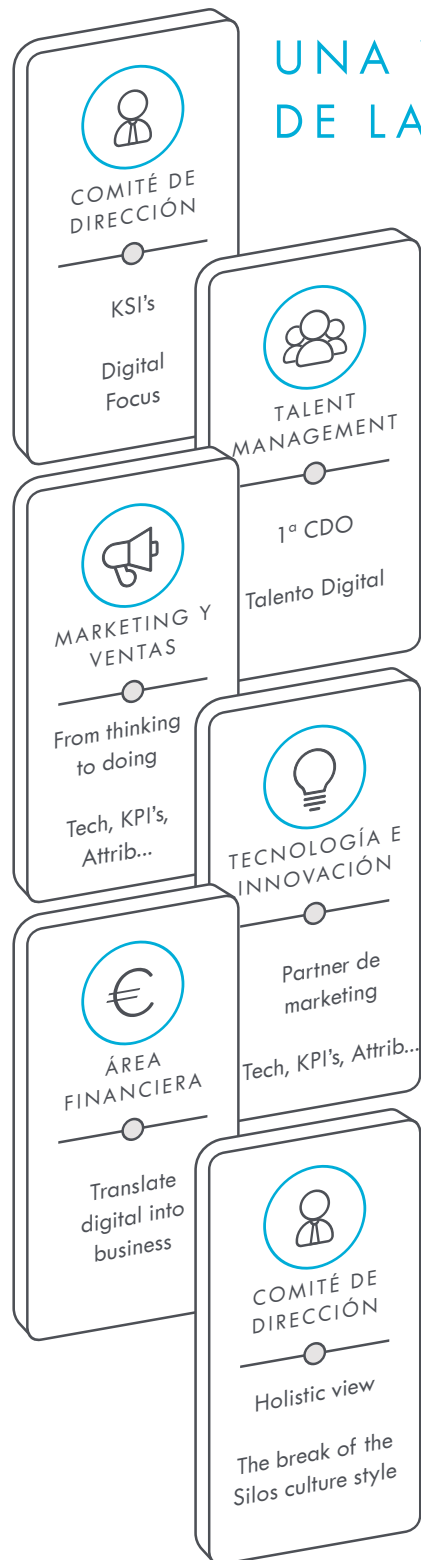 UNA
DE LA
COMITÉ DE
DIRECCIÓN
KSI's
Digital
Focus
TALENT
MANAGEMENT
1ª CDO
Talento Digital
MARKETING Y
VENTAS
From thinking
to doing
Tech, KPI's,
Attrib...
TECNOLOGÍA E
INNOVACIÓN
Partner de
marketing
Tech, KPI's, Attrib...
ÁREA
FINANCIERA
Translate
digital into
business
COMITÉ DE
DIRECCIÓN
Holistic view
The break of the
Silos culture style